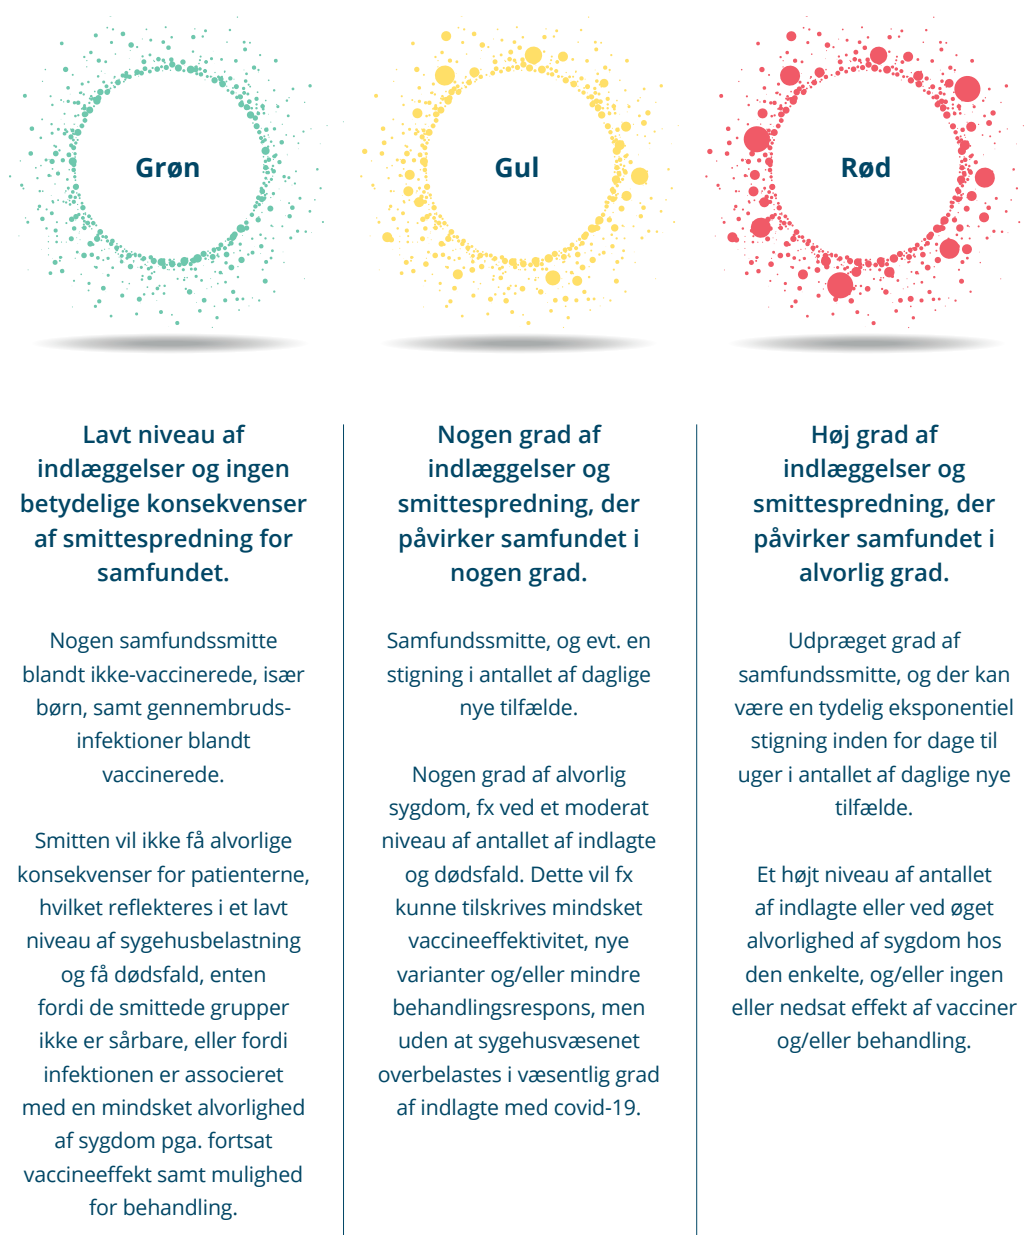 Grøn
Lavt niveau af
indlæggelser og ingen
betydelige konsekvenser
af smittespredning for
samfundet.
Nogen samfundssmitte
blandt ikke-vaccinerede, især
børn, samt gennembruds-
infektioner blandt
vaccinerede.
Smitten vil ikke få alvorlige
konsekvenser for patienterne,
hvilket reflekteres i et lavt
niveau af sygehusbelastning
og få dødsfald, enten
fordi de smittede grupper
ikke er sårbare, eller fordi
infektionen er associeret
med en mindsket alvorlighed
af sygdom pga. fortsat
vaccineeffekt samt mulighed
for behandling.
Gul
Nogen grad af
indlæggelser og
smittespredning, der
påvirker samfundet i
nogen grad.
Samfundssmitte, og evt. en
stigning i antallet af daglige
nye tilfælde.
Nogen grad af alvorlig
sygdom, fx ved et moderat
niveau af antallet af indlagte
og dødsfald. Dette vil fx
kunne tilskrives mindsket
vaccineeffektivitet, nye
varianter og/eller mindre
behandlingsrespons, men
uden at sygehusvæsenet
overbelastes i væsentlig grad
af indlagte med covid-19.
Rød
Høj grad af
indlæggelser og
smittespredning, der
påvirker samfundet i
alvorlig grad.
Udpræget grad af
samfundssmitte, og der kan
være en tydelig eksponentiel
stigning inden for dage til
uger i antallet af daglige nye
tilfælde.
Et højt niveau af antallet
af indlagte eller ved øget
alvorlighed af sygdom hos
den enkelte, og/eller ingen
eller nedsat effekt af vacciner
og/eller behandling.